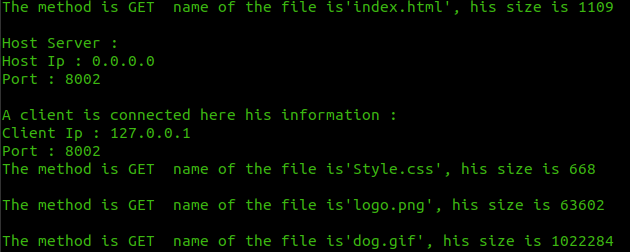 The method is GET  name of the file is'index.html', his size is 1109
Host Server :
Host Ip : 0.0.0.0
Port : 8002
A client is connected here his information :
Client Ip : 127.0.0.1
Port : 8002
The method is GET  name of the file is'Style.css', his size is 668
The method is GET  name of the file is'logo.png', his size is 63602
The method is GET  name of the file is'dog.gif', his size is 1022284